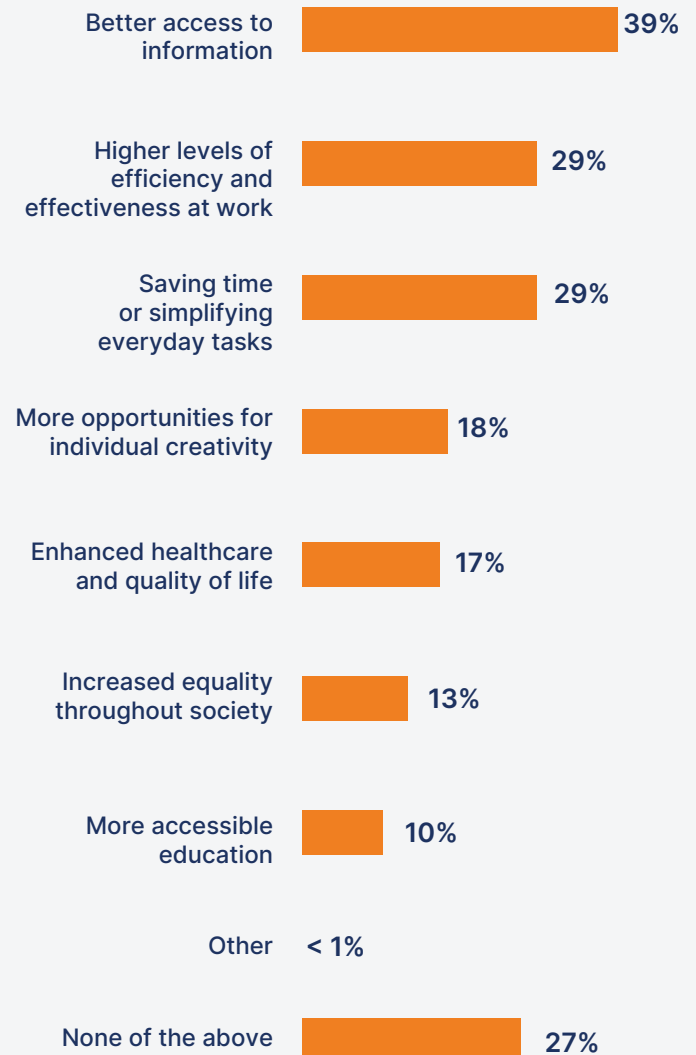 Better access to
information
39%
Higher levels of
efficiency and
effectiveness at work
29%
Saving time
or simplifying
everyday tasks
29%
More opportunities for
individual creativity
18%
Enhanced healthcare
and quality of life
17%
Increased equality
throughout society
13%
More accessible
education
10%
Other
< 1%
None of the above
27%